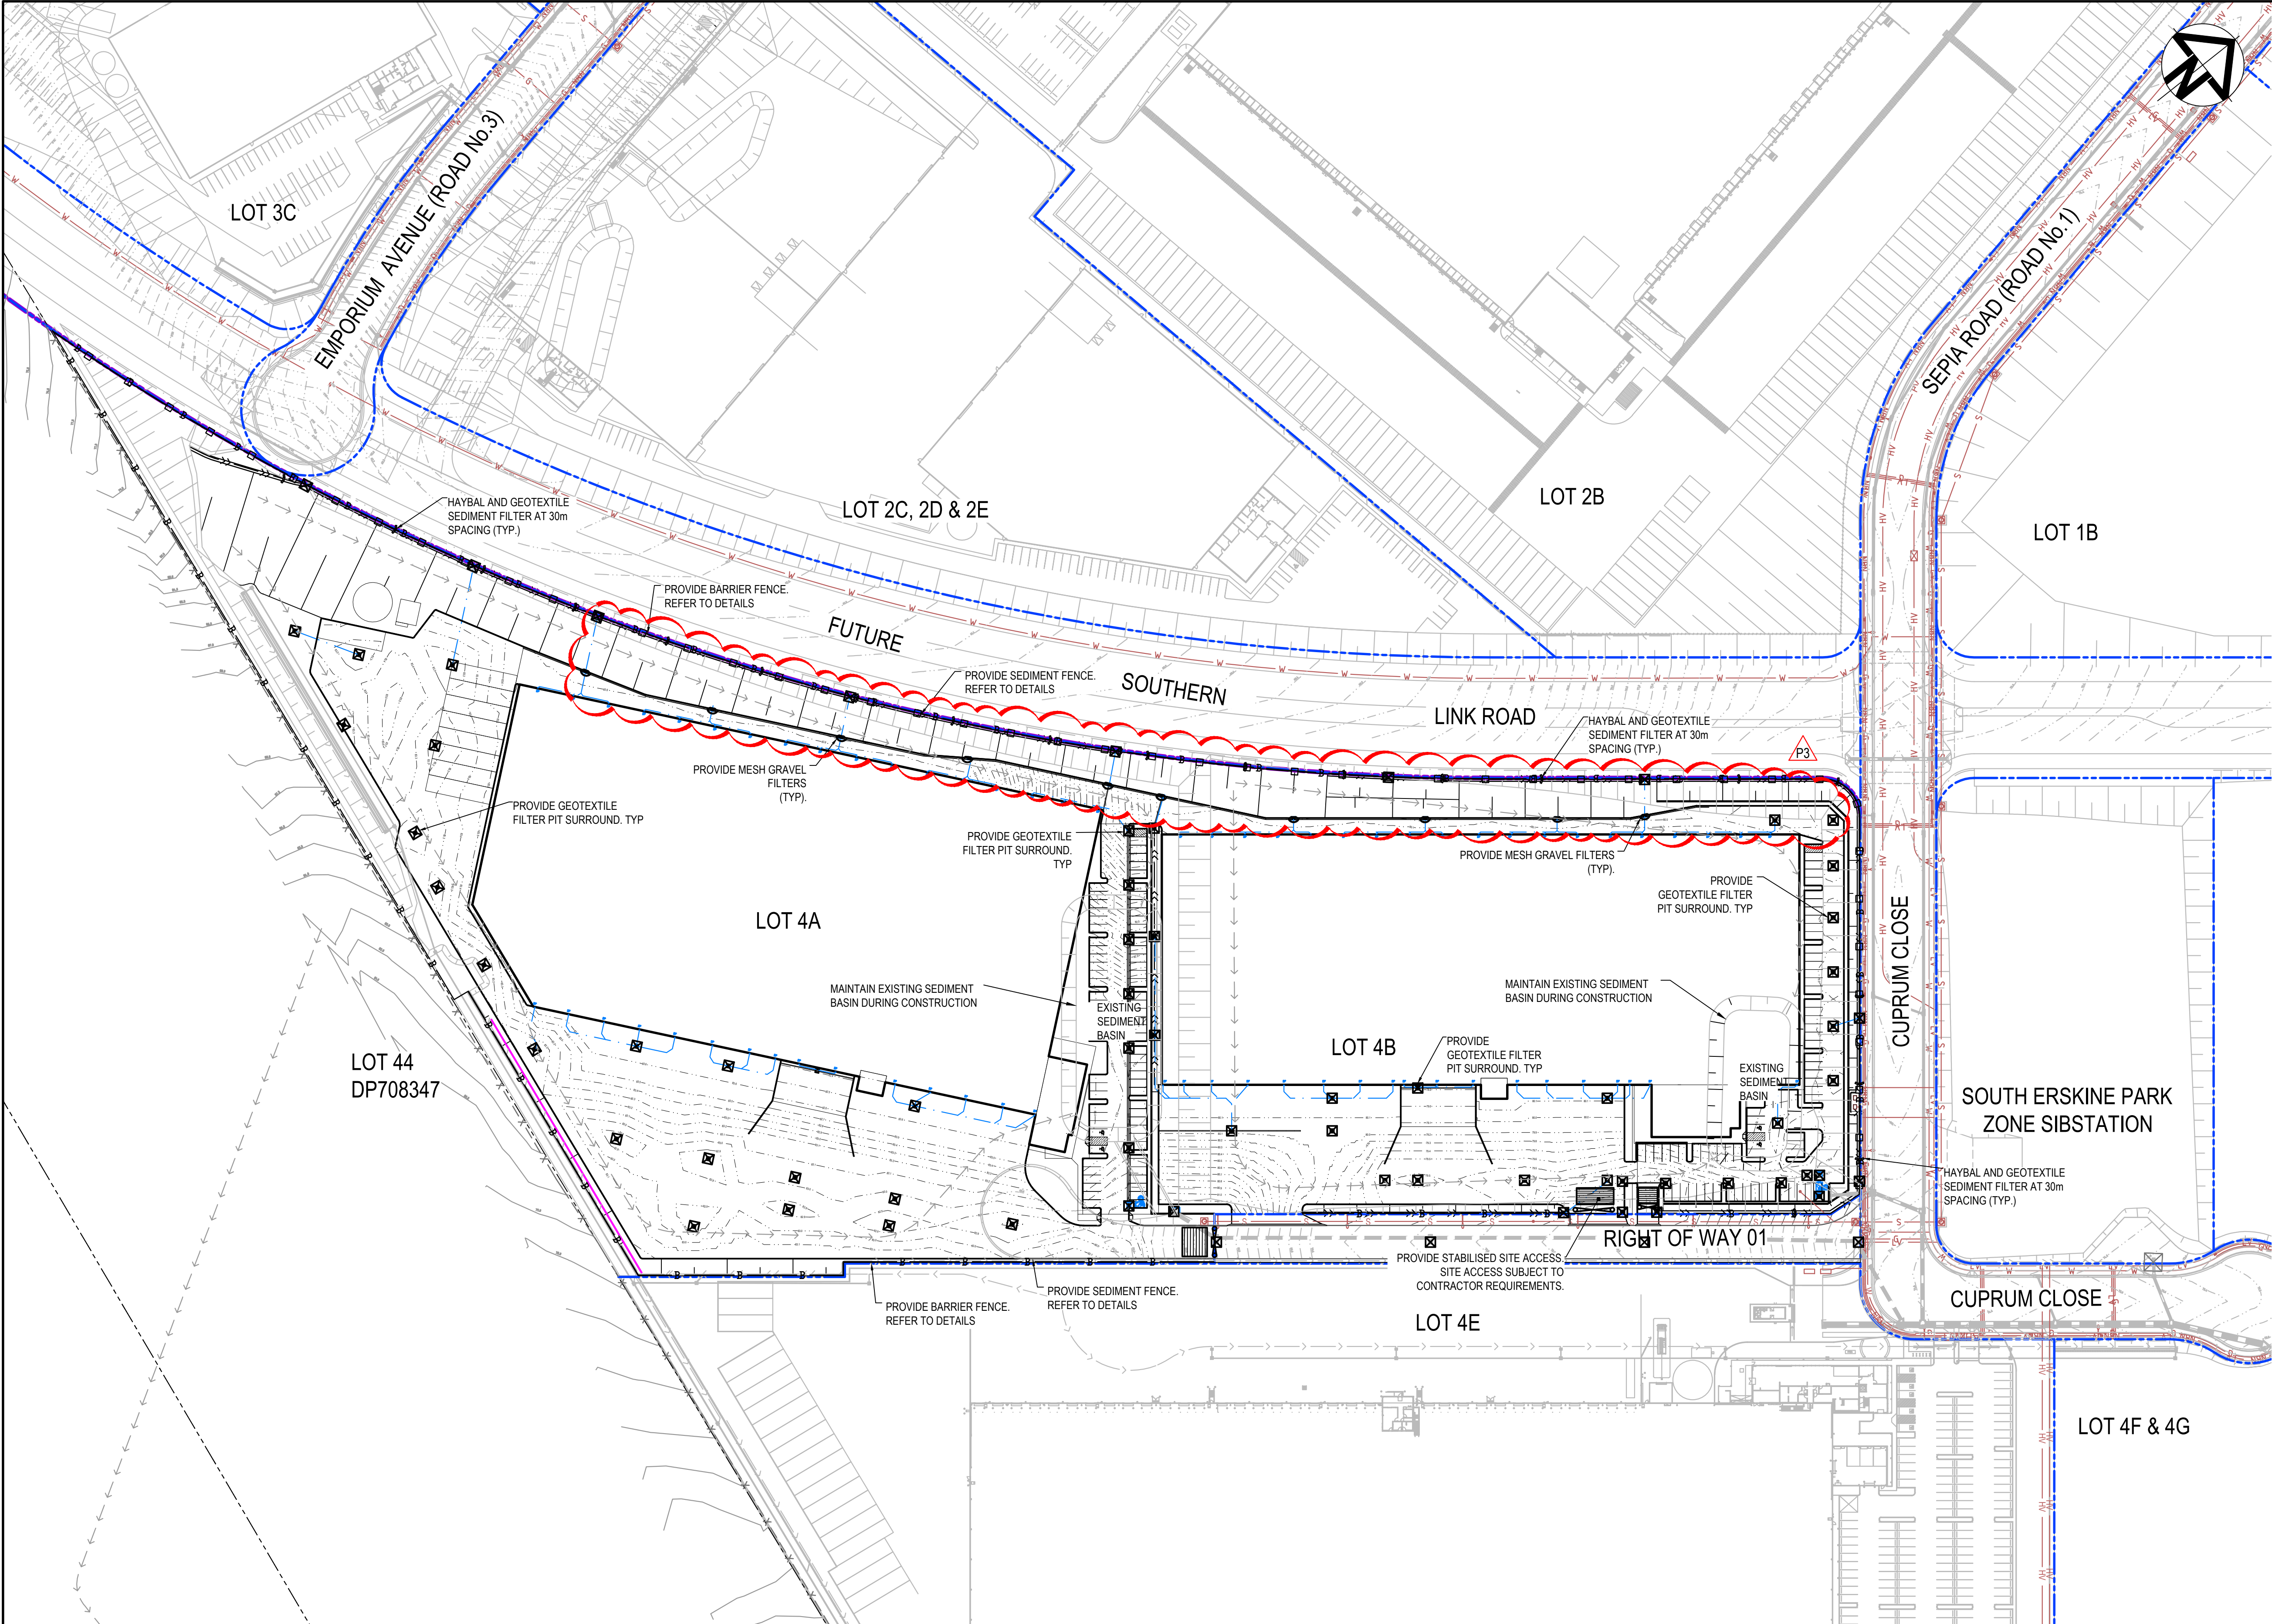 N
LOT 3C
EMPORIUM AVENUE (ROAD No.3)
SEPIA ROAD (ROAD No.1)
HAYBAL AND GEOTEXTILE
SEDIMENT FILTER AT 30m
SPACING (TYP.)
LOT 2C, 2D & 2E
LOT 2B
LOT 1B
PROVIDE BARRIER FENCE.
REFER TO DETAILS
FUTURE
SOUTHERN
LINK ROAD
PROVIDE SEDIMENT FENCE.
REFER TO DETAILS
HAYBAL AND GEOTEXTILE
SEDIMENT FILTER AT 30m
SPACING (TYP.)
P3
PROVIDE MESH GRAVEL
FILTERS
(TYP).
PROVIDE GEOTEXTILE
FILTER PIT SURROUND. TYP
PROVIDE GEOTEXTILE
FILTER PIT SURROUND.
TYP
PROVIDE MESH GRAVEL FILTERS
(TYP).
PROVIDE
GEOTEXTILE FILTER
PIT SURROUND. TYP
LOT 4A
CUPRUM CLOSE
MAINTAIN EXISTING SEDIMENT
BASIN DURING CONSTRUCTION
EXISTING
SEDIMENT
BASIN
MAINTAIN EXISTING SEDIMENT
BASIN DURING CONSTRUCTION
LOT 4B
PROVIDE
GEOTEXTILE FILTER
PIT SURROUND. TYP
EXISTING
SEDIMENT
BASIN
LOT 44
DP708347
SOUTH ERSKINE PARK
ZONE SIBSTATION
HAYBAL AND GEOTEXTILE
SEDIMENT FILTER AT 30m
SPACING (TYP.)
RIGHT OF WAY 01
PROVIDE STABILISED SITE ACCESS
SITE ACCESS SUBJECT TO
CONTRACTOR REQUIREMENTS.
PROVIDE SEDIMENT FENCE.
REFER TO DETAILS
PROVIDE BARRIER FENCE.
REFER TO DETAILS
CUPRUM CLOSE
LOT 4E
LOT 4F & 4G